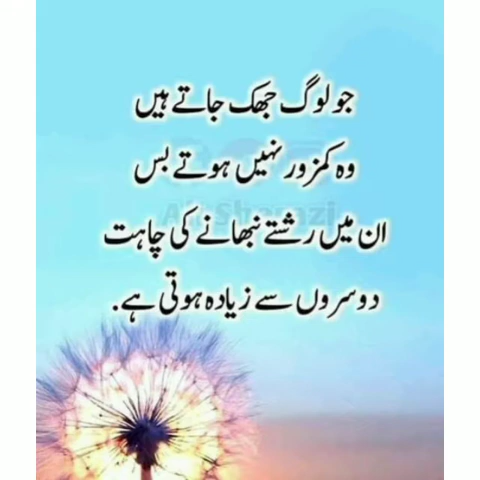 جو لوگ جھک جاتے ہیں
وہ کمزور نہیں ہوتے بس
ان میں رشتے نبھانے کی چاہت
دوسروں سے زیادہ ہوتی ہے.